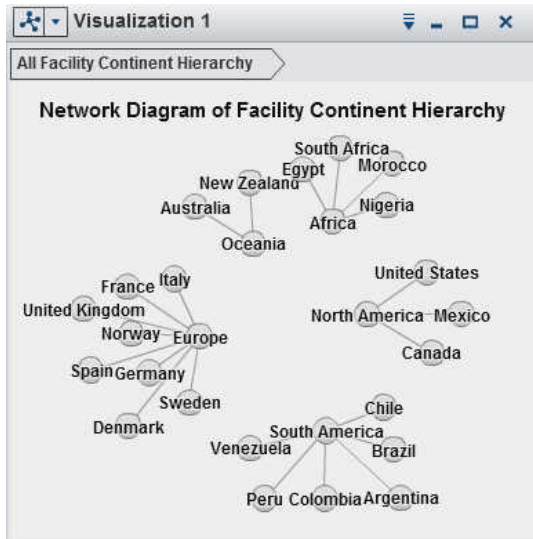 Visualization 1
All Facility Continent Hierarchy
Network Diagram of Facility Continent Hierarchy
South Africa
Egypt
Morocco
New Zealand
Australia
Nigeria
Africa
Oceania
United States
France
Italy
United Kingdom
North America
Mexico
Norway
Europe
Canada
Spain
Germany
Sweden
Chile
Denmark
South America
Venezuela
Brazil
Peru
Colombia
Argentina